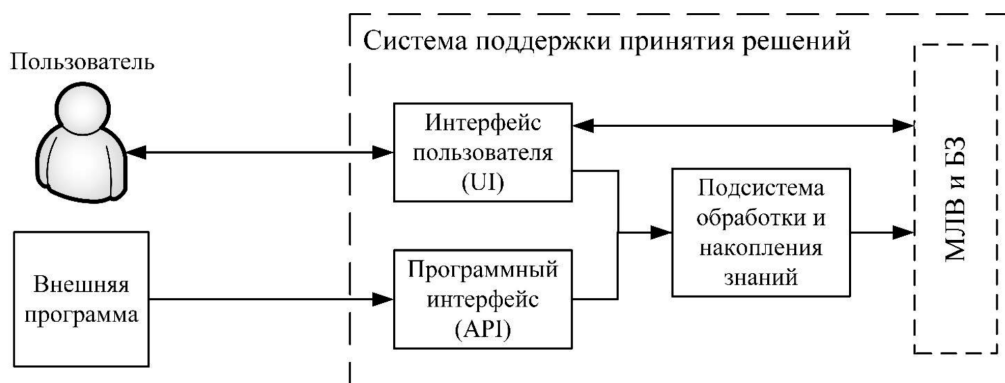 Система поддержки принятия решений
Пользователь
Интерфейс
пользователя
(UI)
Подсистема
обработки и
накопления
знаний
МЛВ и БЗ
Внешняя
программа
Программный
интерфейс
(API)